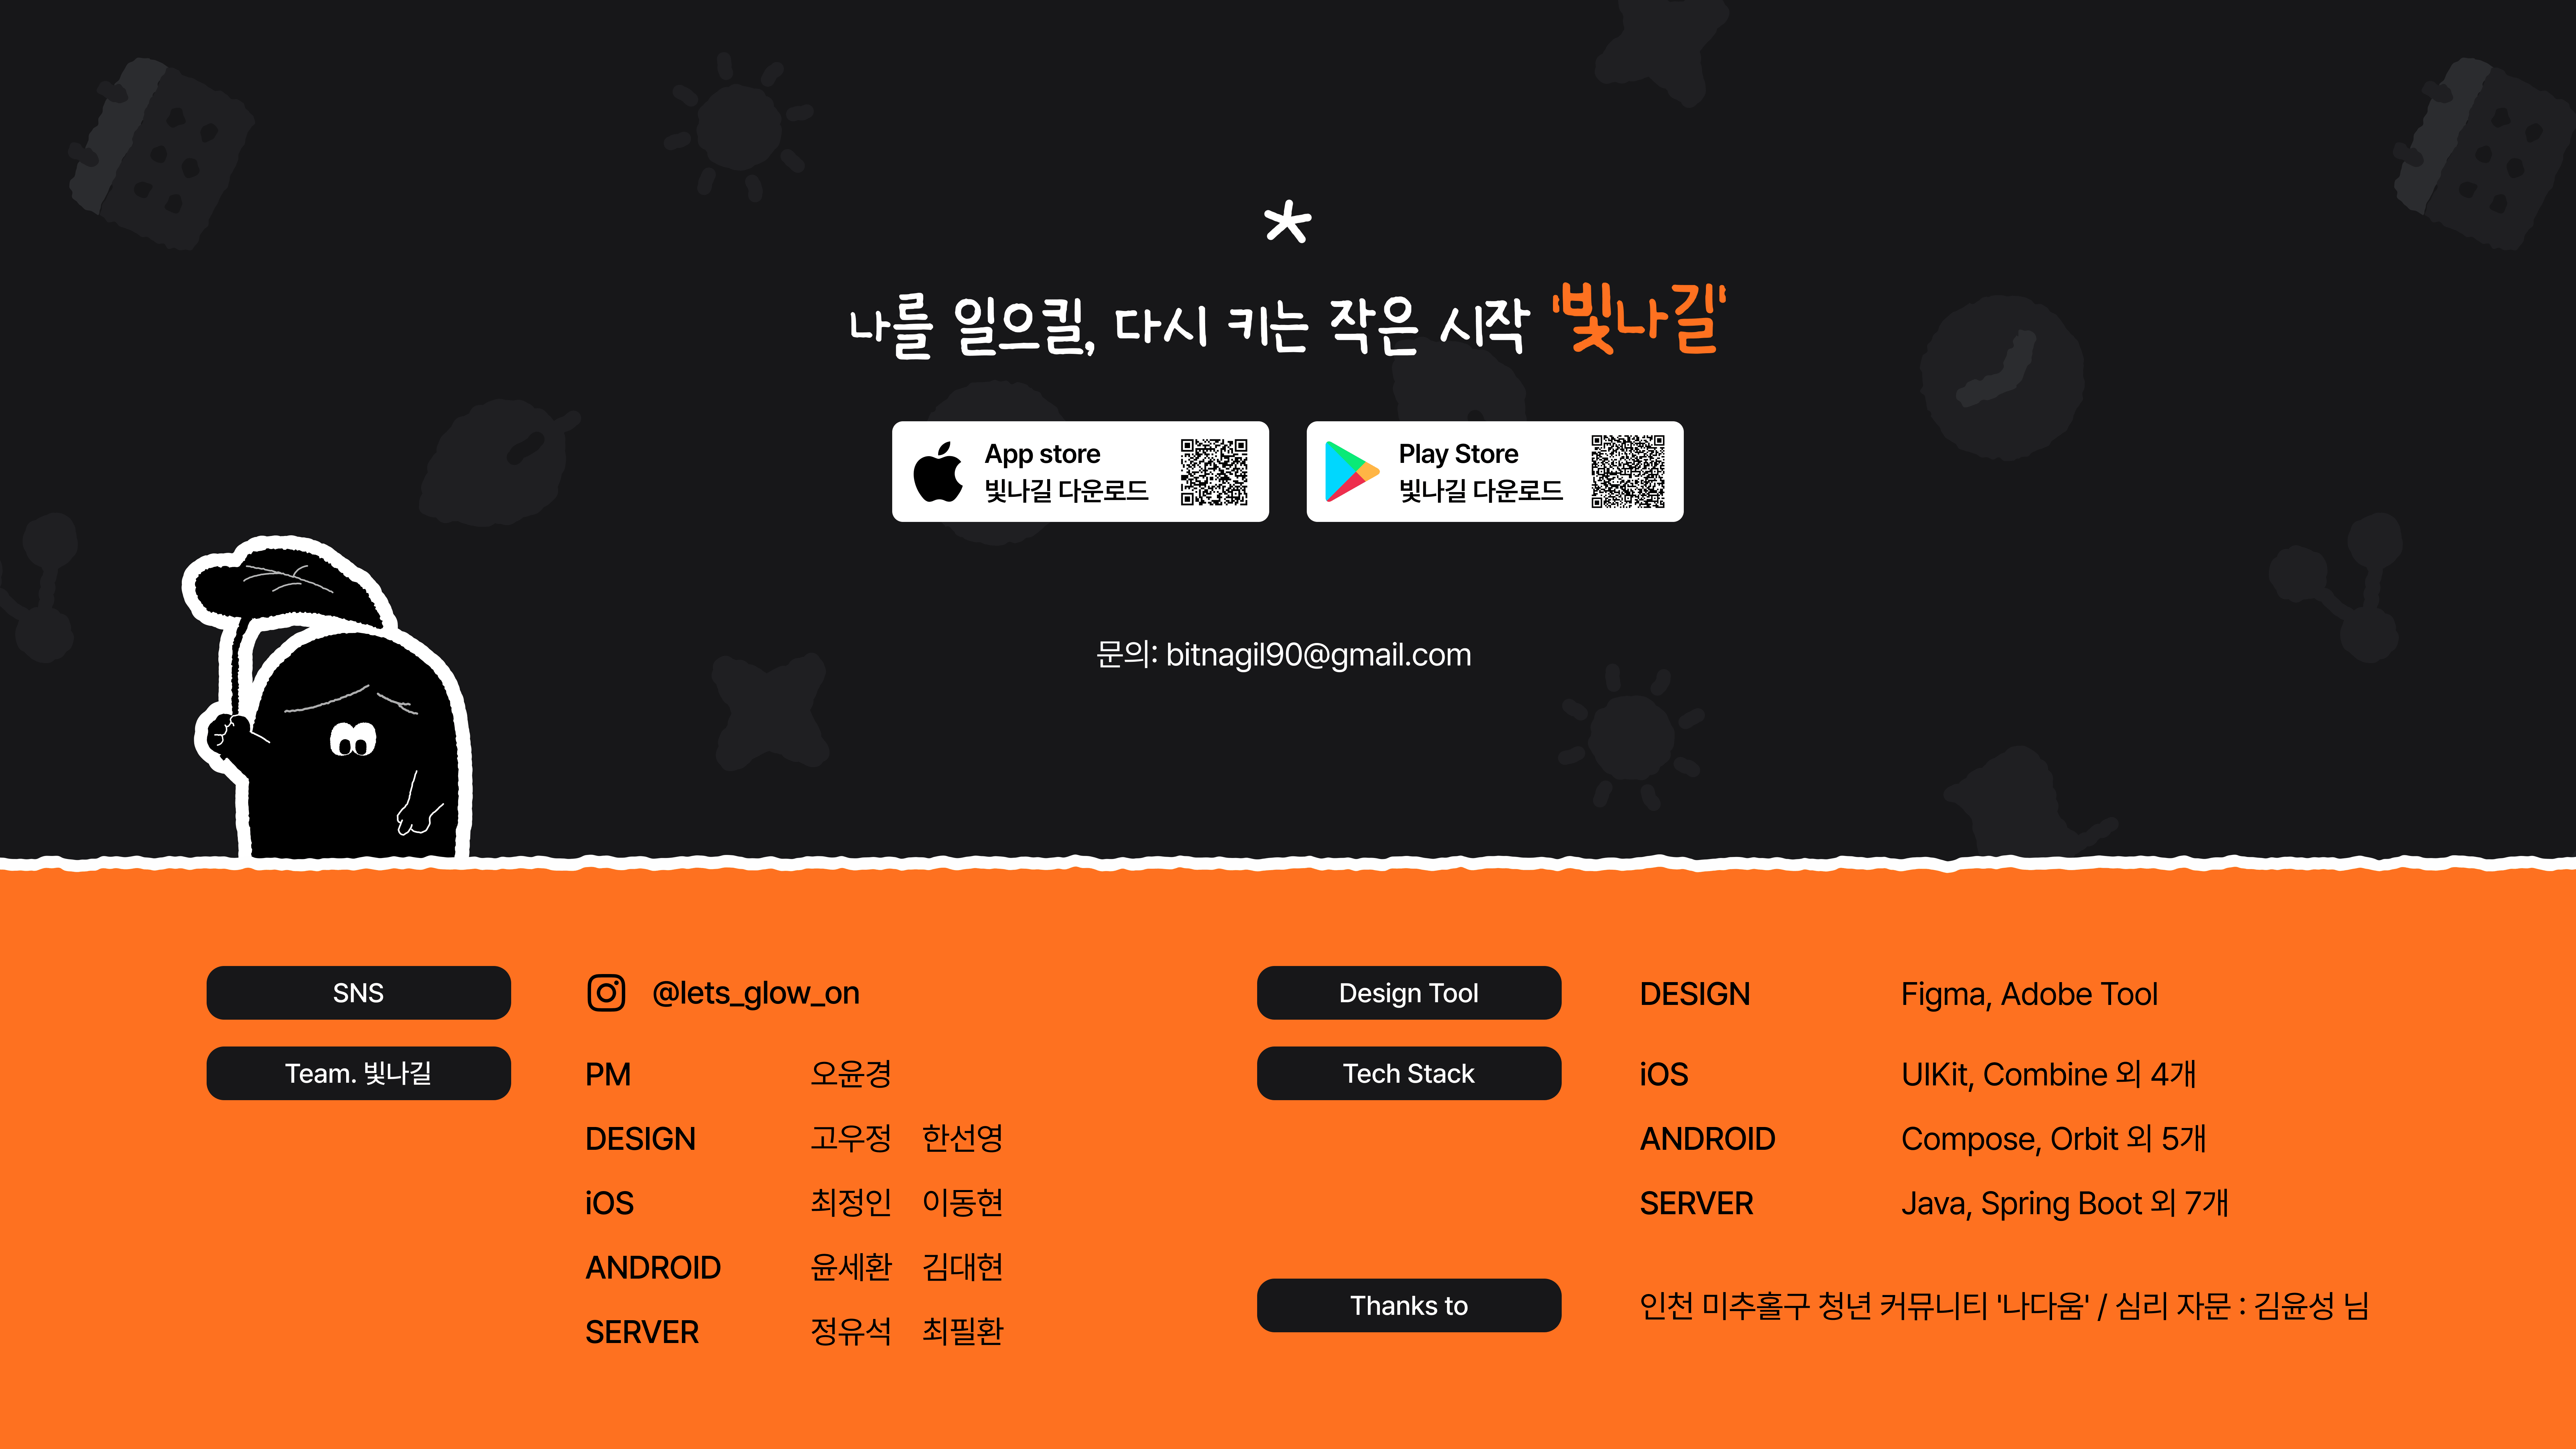 *
나를 일으킬, 다시 키는 작은 시작 '빛나길'
App store
빛나길 다운로드
Play Store
빛나길 다운로드
문의: bitnagil90@gmail.com
SNS
@lets_glow_on
Team. 빛나길
PM 오윤경
DESIGN 고우정 한선영
iOS 최정인 이동현
ANDROID 윤세환 김대현
SERVER 정유석 최필환
Design Tool
DESIGN Figma, Adobe Tool
Tech Stack
iOS UIKit, Combine 외 4개
ANDROID Compose, Orbit 외 5개
SERVER Java, Spring Boot 외 7개
Thanks to
인천 미추홀구 청년 커뮤니티 '나다움' / 심리 자문 : 김윤성 님